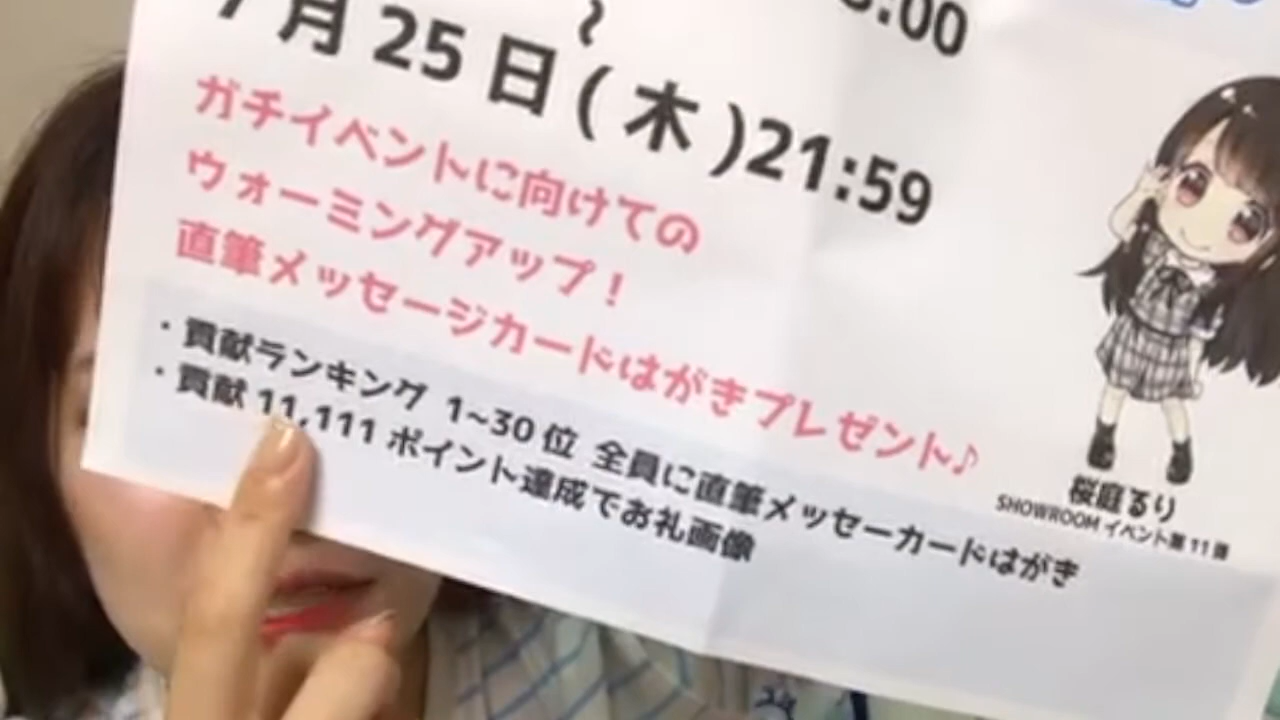 :00
~
7月25日(木)21:59
ガチイベントに向けての
ウォーミングアップ!
直筆メッセージカードはがきプレゼント♪
・貢献ランキング 1~30位 全員に直筆メッセーカードはがき
・貢献 11,111 ポイント達成でお礼画像
桜庭るり
SHOWROOM イベント第11弾